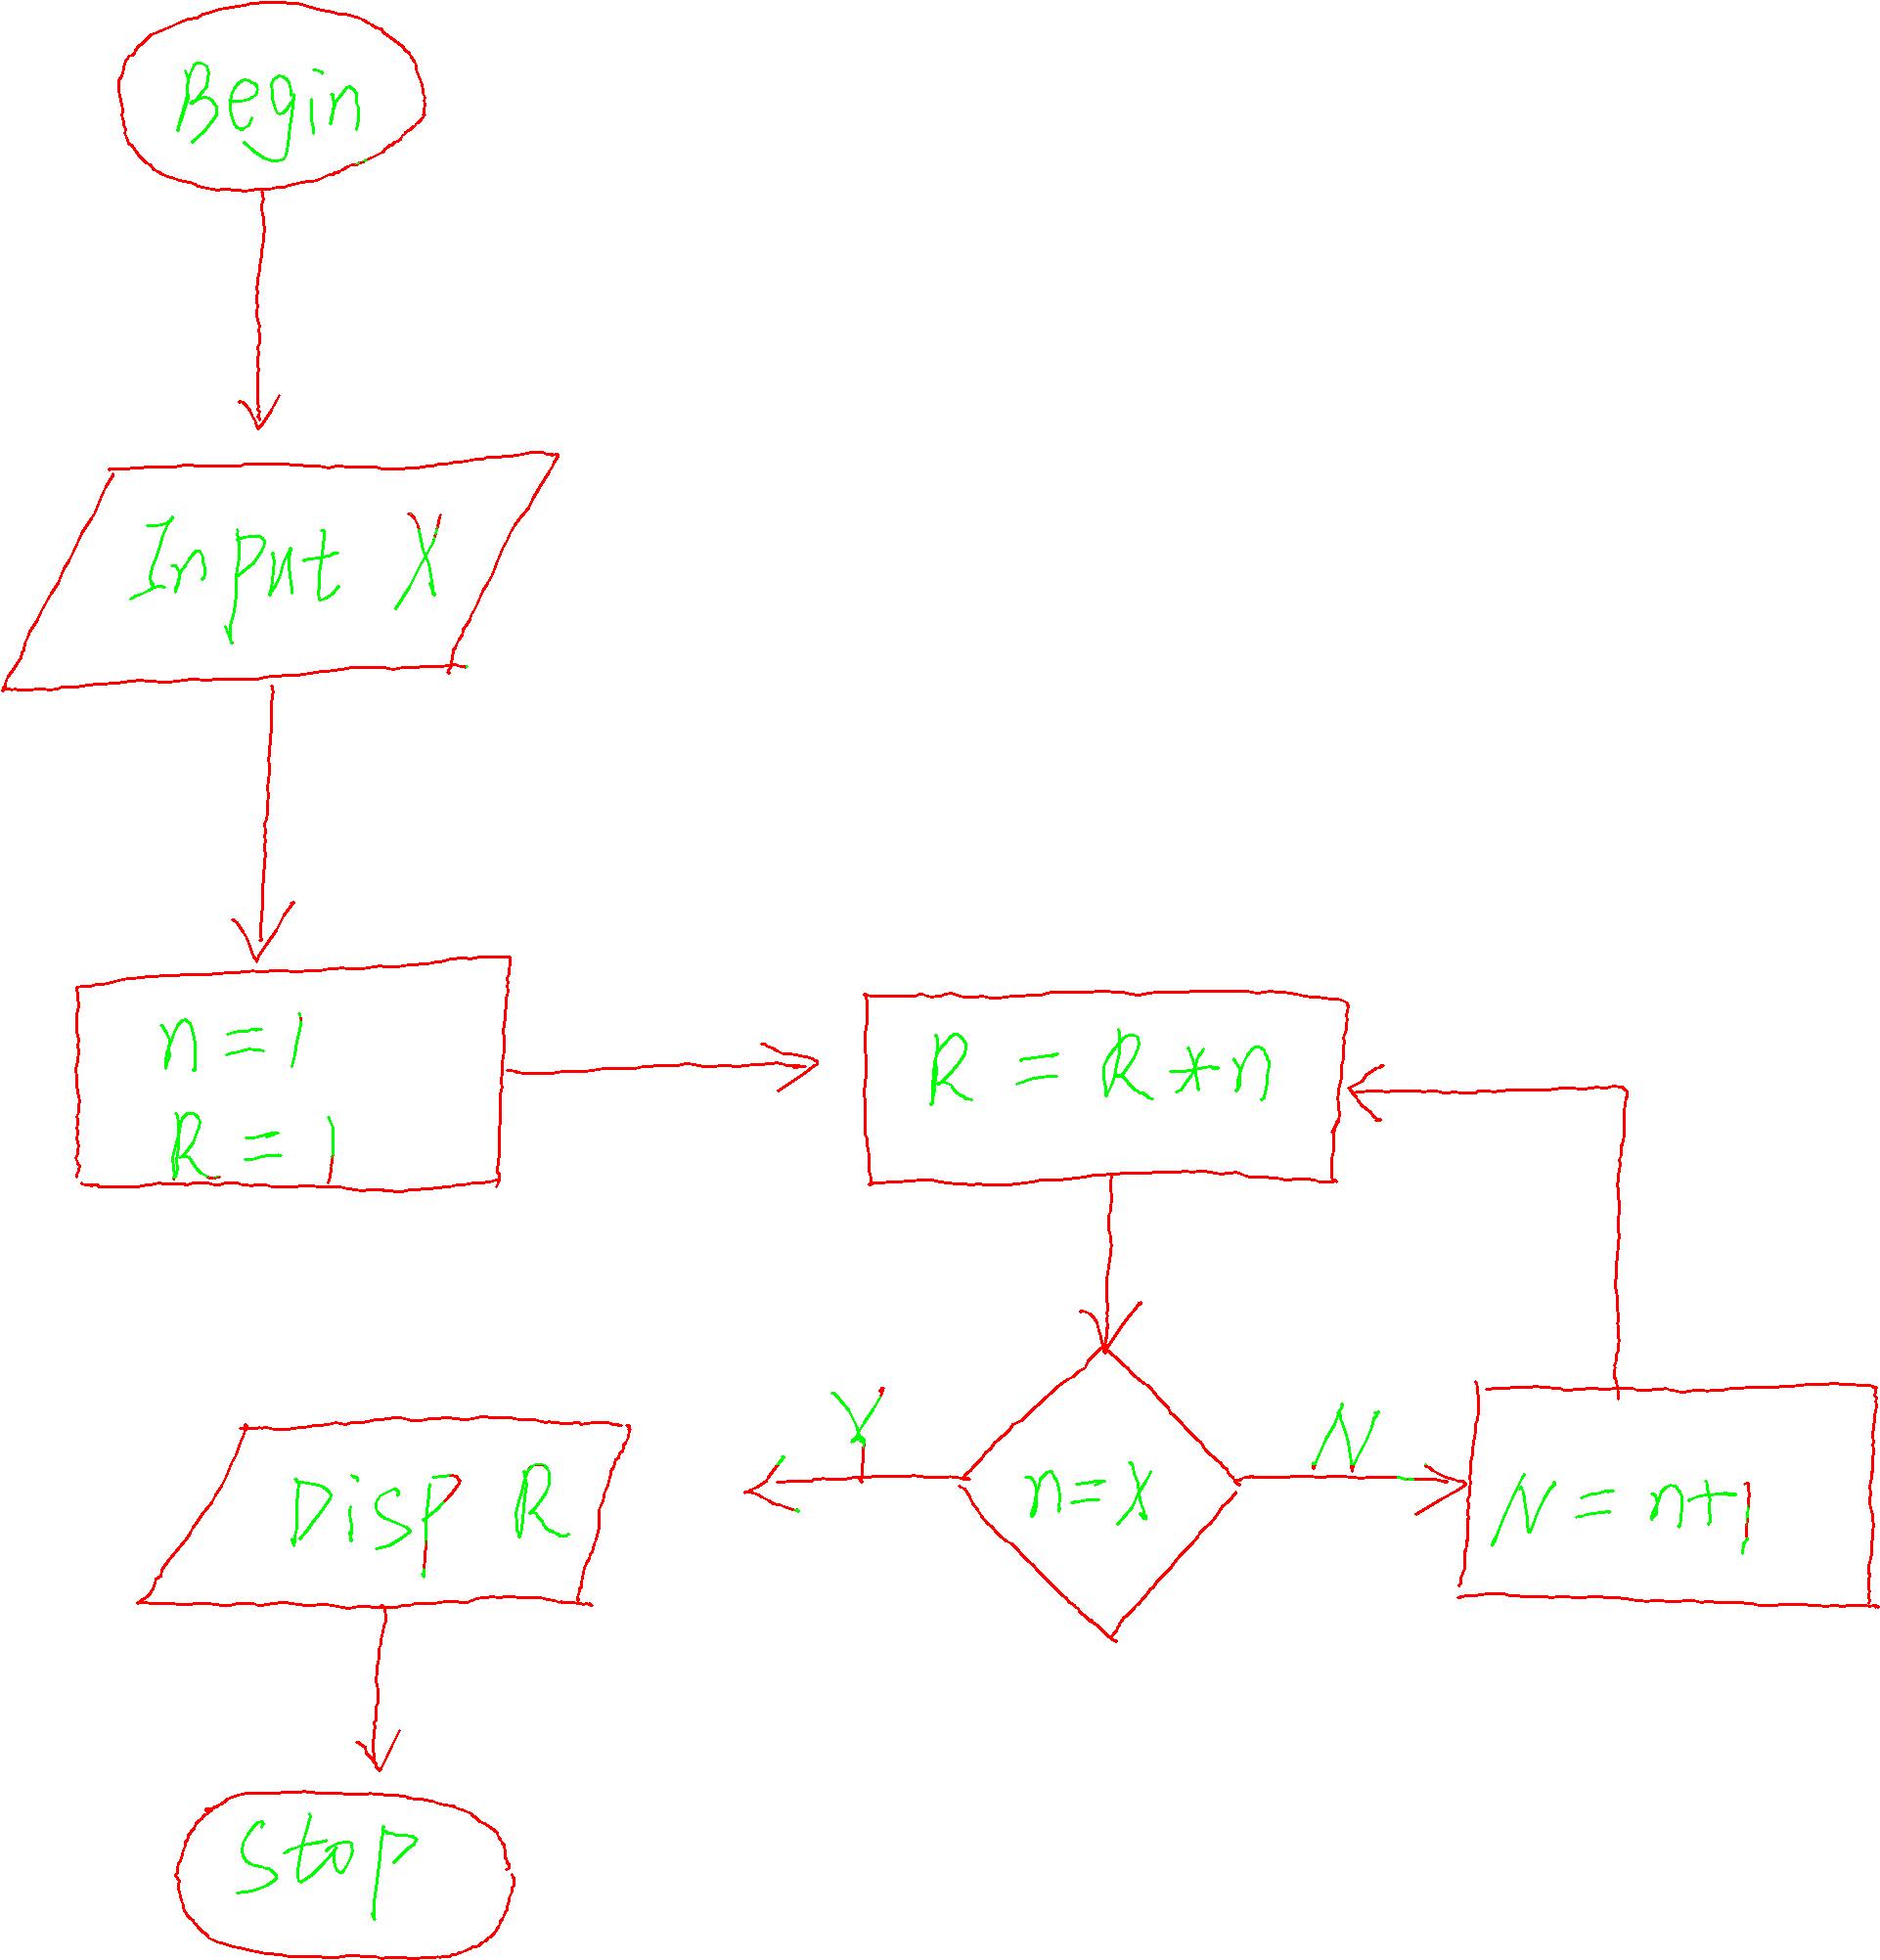 Begin
Input X
n=1
R=1
R=R*n
n=X
Y
N
N=n+1
Disp R
Stop